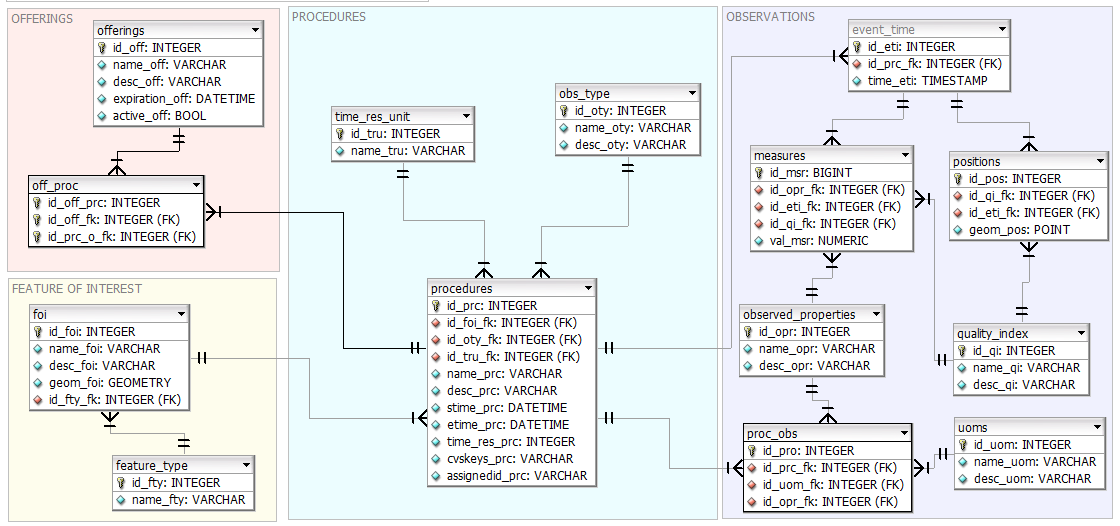 OFFERINGS
offerings
id_off: INTEGER
name_off: VARCHAR
desc_off: VARCHAR
expiration_off: DATETIME
active_off: BOOL
off_proc
id_off_prc: INTEGER
id_off_fk: INTEGER (FK)
id_prc_o_fk: INTEGER (FK)
FEATURE OF INTEREST
foi
id_foi: INTEGER
name_foi: VARCHAR
desc_foi: VARCHAR
geom_foi: GEOMETRY
id_fty_fk: INTEGER (FK)
feature_type
id_fty: INTEGER
name_fty: VARCHAR
PROCEDURES
time_res_unit
id_tru: INTEGER
name_tru: VARCHAR
obs_type
id_oty: INTEGER
name_oty: VARCHAR
desc_oty: VARCHAR
procedures
id_prc: INTEGER
id_foi_fk: INTEGER (FK)
id_oty_fk: INTEGER (FK)
id_tru_fk: INTEGER (FK)
name_prc: VARCHAR
desc_prc: VARCHAR
stime_prc: DATETIME
etime_prc: DATETIME
time_res_prc: INTEGER
cvskeys_prc: VARCHAR
assignedid_prc: VARCHAR
OBSERVATIONS
event_time
id_eti: INTEGER
id_prc_fk: INTEGER (FK)
time_eti: TIMESTAMP
measures
id_msr: BIGINT
id_opr_fk: INTEGER (FK)
id_eti_fk: INTEGER (FK)
id_qi_fk: INTEGER (FK)
val_msr: NUMERIC
positions
id_pos: INTEGER
id_qi_fk: INTEGER (FK)
id_eti_fk: INTEGER (FK)
geom_pos: POINT
observed_properties
id_opr: INTEGER
name_opr: VARCHAR
desc_opr: VARCHAR
quality_index
id_qi: INTEGER
name_qi: VARCHAR
desc_qi: VARCHAR
proc_obs
id_pro: INTEGER
id_prc_fk: INTEGER (FK)
id_uom_fk: INTEGER (FK)
id_opr_fk: INTEGER (FK)
uoms
id_uom: INTEGER
name_uom: VARCHAR
desc_uom: VARCHAR